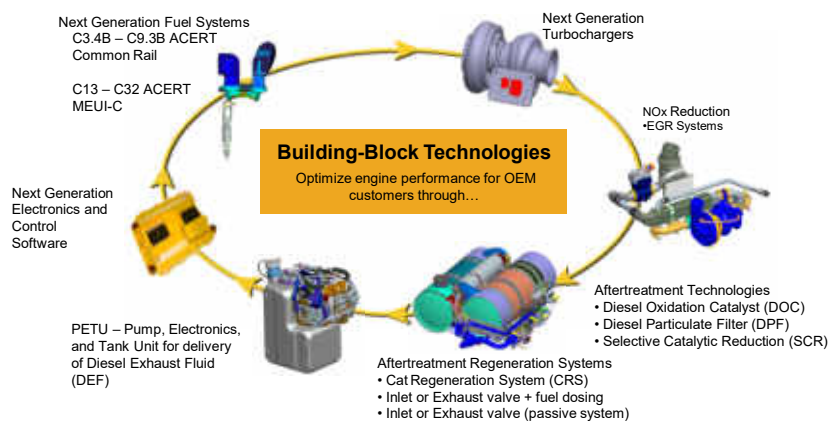 Next Generation Fuel Systems
C3.4B – C9.3B ACERT
Common Rail
C13 – C32 ACERT
MEUI-C
Next Generation
Turbochargers
NOx Reduction
•EGR Systems
Building-Block Technologies
Optimize engine performance for OEM
customers through…
Next Generation
Electronics and
Control
Software
Aftertreatment Technologies
• Diesel Oxidation Catalyst (DOC)
• Diesel Particulate Filter (DPF)
• Selective Catalytic Reduction (SCR)
PETU – Pump, Electronics,
and Tank Unit for delivery
of Diesel Exhaust Fluid
(DEF)
Aftertreatment Regeneration Systems
• Cat Regeneration System (CRS)
• Inlet or Exhaust valve + fuel dosing
• Inlet or Exhaust valve (passive system)